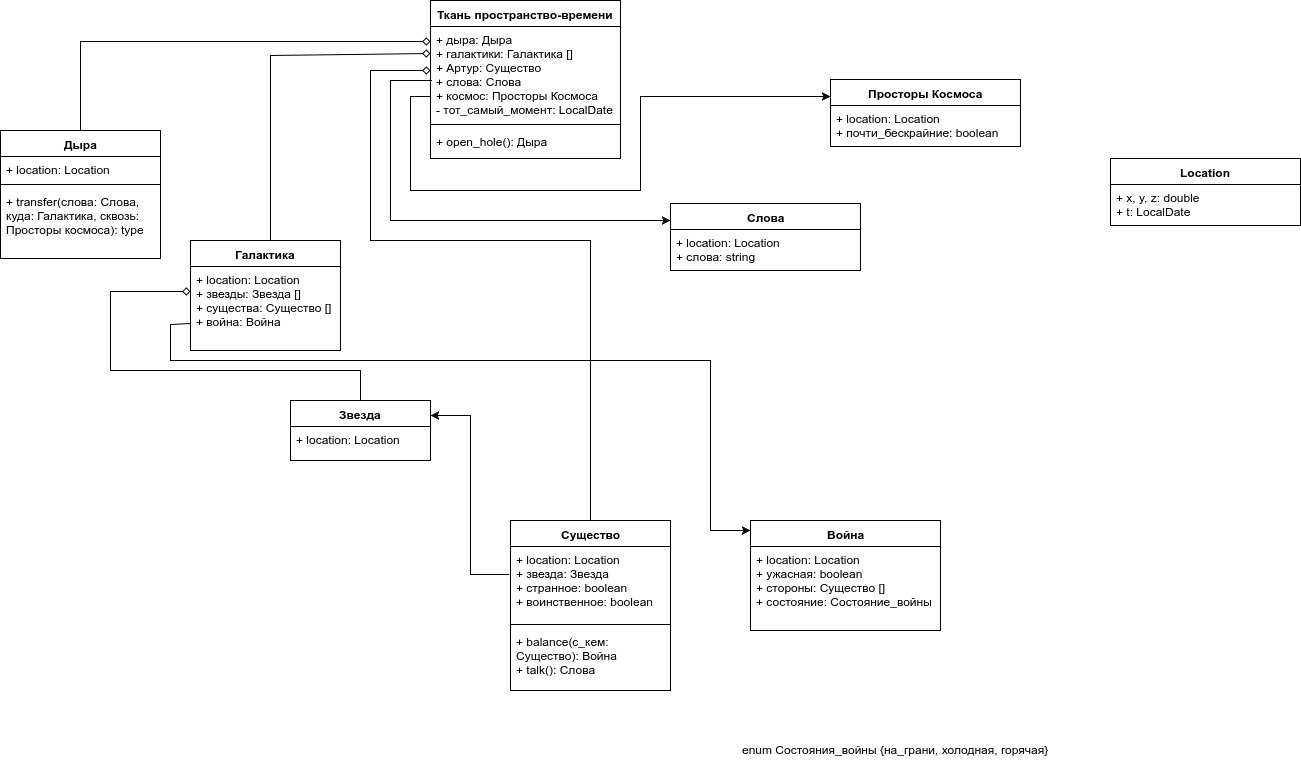 Ткань пространство-времени
+ дыра: Дыра
+ галактики: Галактика []
+ Артур: Существо
+ слова: Слова
+ космос: Просторы Космоса
- тот_самый_момент: LocalDate
+ open_hole(): Дыра
Просторы Космоса
+ location: Location
+ почти_бескрайние: boolean
Дыра
+ location: Location
+ transfer(слова: Слова,
куда: Галактика, сквозь:
Просторы космоса): type
Location
+ x, y, z: double
+ t: LocalDate
Слова
+ location: Location
+ слова: string
Галактика
+ location: Location
+ звезды: Звезда []
+ существа: Существо []
+ война: Война
Звезда
+ location: Location
Существо
+ location: Location
+ звезда: Звезда
+ странное: boolean
+ воинственное: boolean
+ balance(с_кем:
Существо): Война
+ talk(): Слова
Война
+ location: Location
+ ужасная: boolean
+ стороны: Существо []
+ состояние: Состояние_войны
enum Состояния_войны {на_грани, холодная, горячая}